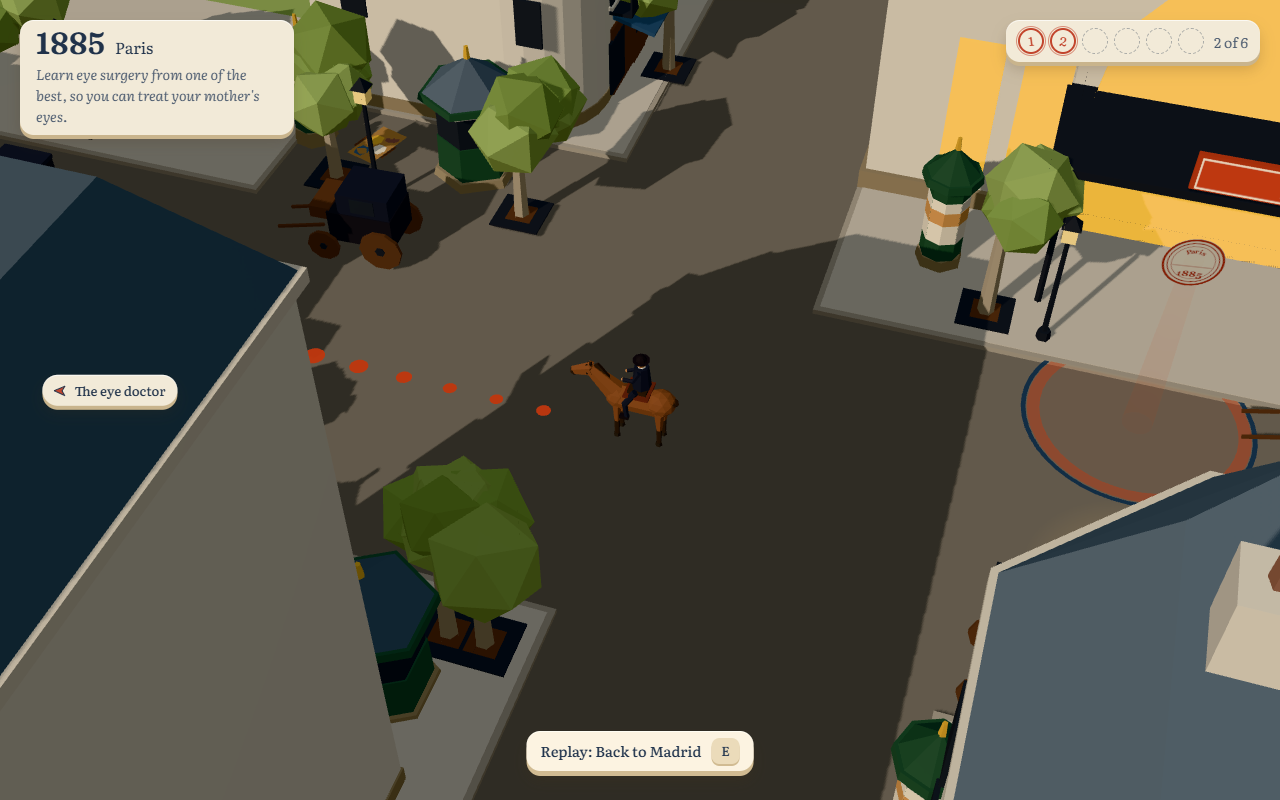 1885 Paris
Learn eye surgery from one of the
best, so you can treat your mother's
eyes.
1 2 2 of 6
Paris
1885
The eye doctor
Replay: Back to Madrid E